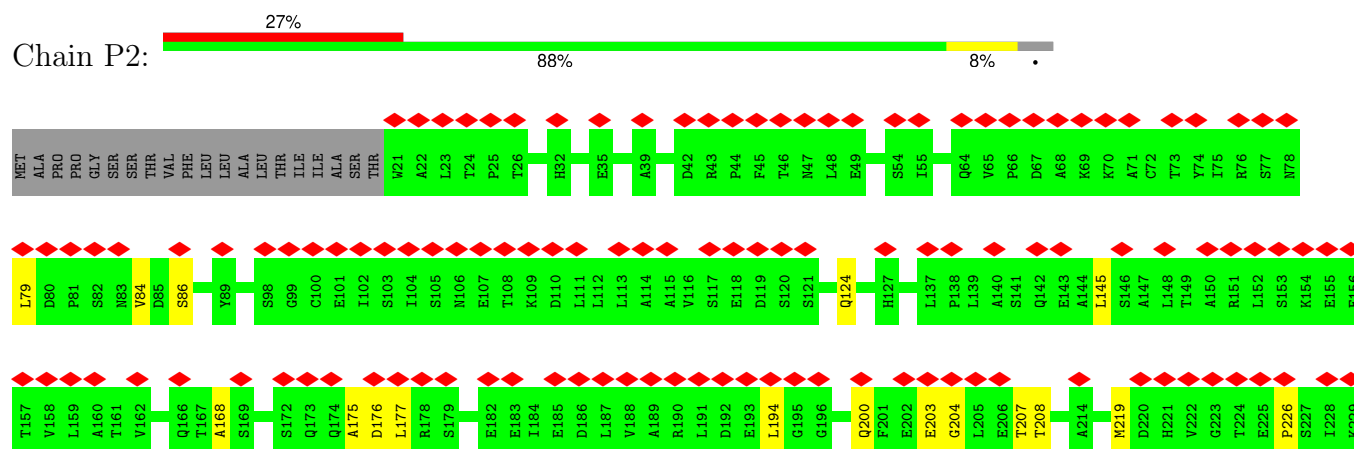 Chain P2:
27%
88%
8%
•
MET ALA PRO PRO GLY SER SER THR VAL PHE LEU LEU ALA LEU THR ILE ILE ALA SER THR W21 A22 L23 T24 P25 T26 H32 E35 A39 D42 R43 P44 F45 T46 N47 L48 E49 S54 I55 Q64 V65 P66 D67 A68 K69 K70 A71 C72 T73 Y74 I75 R76 S77 N78
L79 D80 P81 S82 N83 V84 D85 S86 Y89 S98 G99 C100 E101 I102 S103 I104 S105 N106 E107 T108 K109 D110 L111 L112 L113 A114 A115 V116 S117 E118 D119 S120 S121 Q124 H127 L137 P138 L139 A140 S141 Q142 E143 A144 L145 S146 A147 L148 T149 A150 R151 L152 S153 K154 E155 E156
T157 V158 L159 A160 T161 V162 Q166 T167 A168 S169 S172 Q173 Q174 A175 D176 L177 R178 S179 E182 E183 I184 E185 D186 L187 V188 A189 R190 L191 D192 E193 L194 G195 G196 Q200 F201 E202 E203 G204 L205 E206 T207 T208 A214 M219 D220 H221 V222 G223 T224 E225 P226 S227 I228 K229